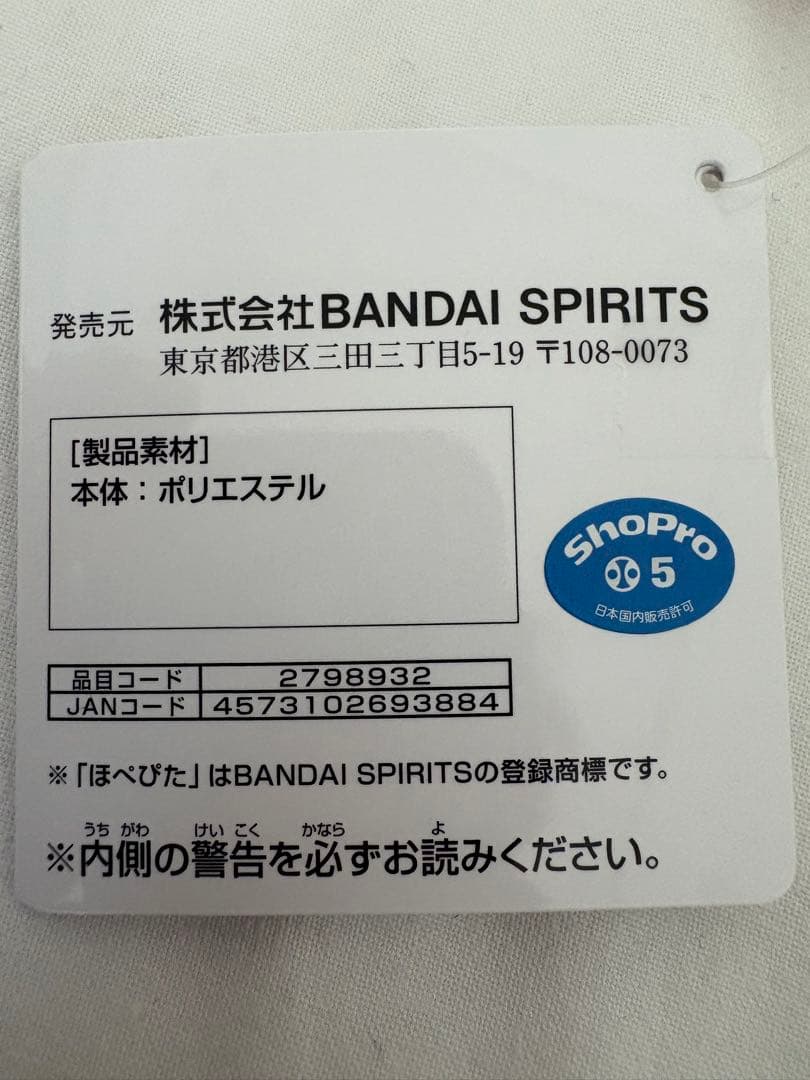 発売元 株式会社BANDAI SPIRITS
東京都港区三田三丁目5-19 〒108-0073
[製品素材]
本体：ポリエステル
ShoPro
5
日本国内販売許可
品目コード 2798932
JANコード 4573102693884
※「ほぺぴた」はBANDAI SPIRITSの登録商標です。
うち がわ けい こく かなら よ
※内側の警告を必ずお読みください。